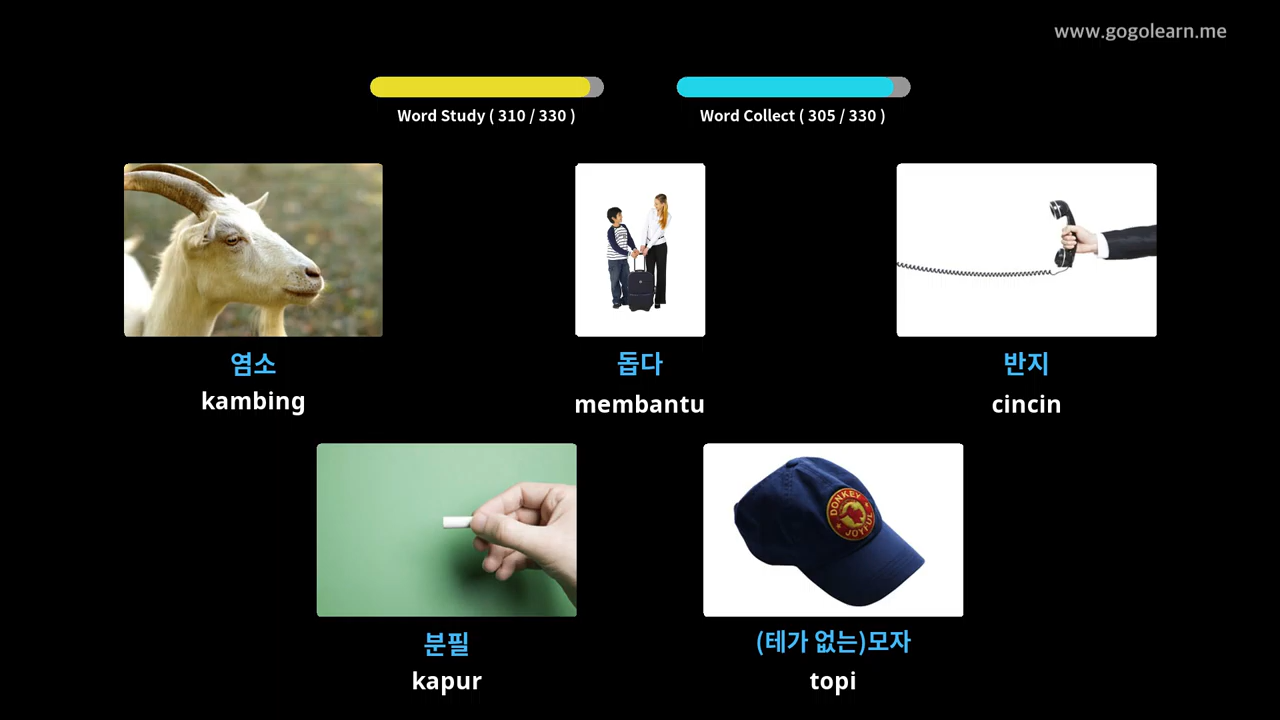 www.gogolearn.me
Word Study ( 310 / 330 )
Word Collect ( 305 / 330 )
염소
kambing
돕다
membantu
반지
cincin
분필
kapur
DONKEY
JOYFUL
(테가 없는)모자
topi